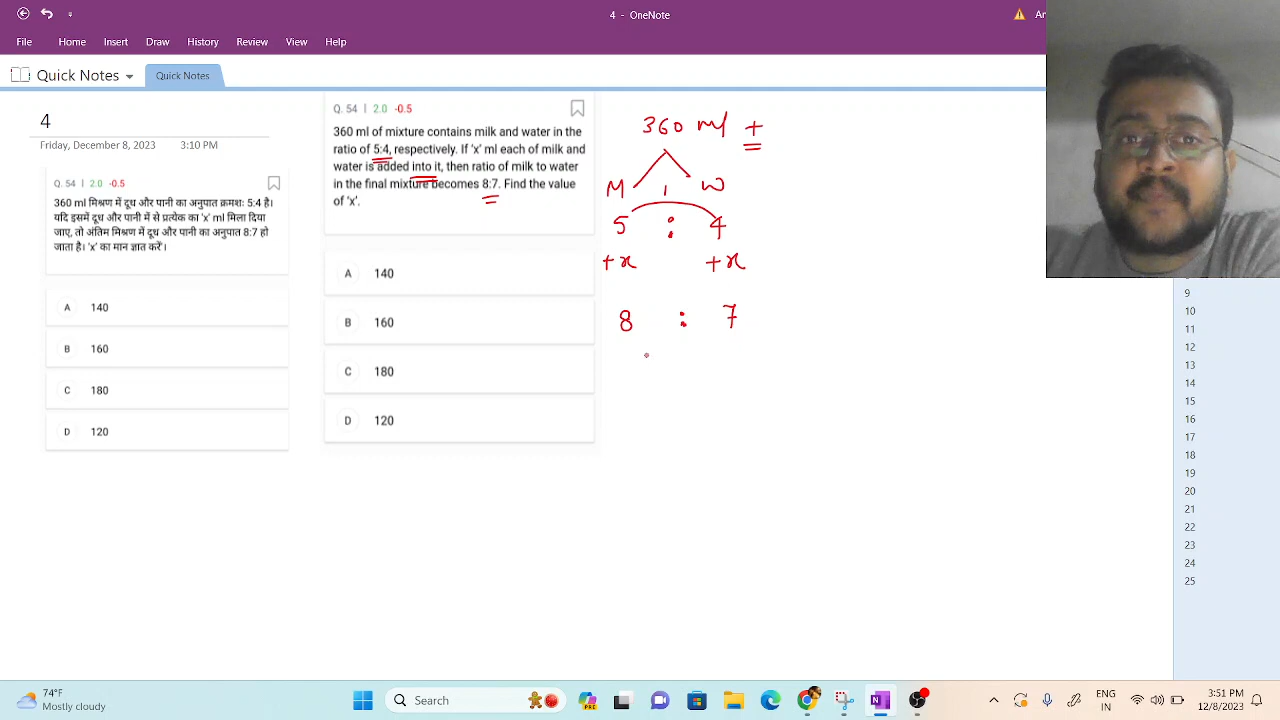 4 - OneNote
File Home Insert Draw History Review View Help
Quick Notes
Quick Notes
4
Friday, December 8, 2023 3:10 PM
Q. 54 | 2.0 -0.5
360 ml मिश्रण में दूध और पानी का अनुपात क्रमशः 5:4 है।
यदि इसमें दूध और पानी में से प्रत्येक का 'x' ml मिला दिया
जाए, तो अंतिम मिश्रण में दूध और पानी का अनुपात 8:7 हो
जाता है। 'x' का मान ज्ञात करें'।
A 140
B 160
C 180
D 120
Q. 54 | 2.0 -0.5
360 ml of mixture contains milk and water in the
ratio of 5:4, respectively. If 'x' ml each of milk and
water is added into it, then ratio of milk to water
in the final mixture becomes 8:7. Find the value
of 'x'.
A 140
B 160
C 180
D 120
360 ml +
M W
5 : 4
+x +x
8 : 7
9
10
11
12
13
14
15
16
17
18
19
20
21
22
23
24
25
74°F
Mostly cloudy
Search
PRE
ENG
IN
3:51 PM
12/8/2023